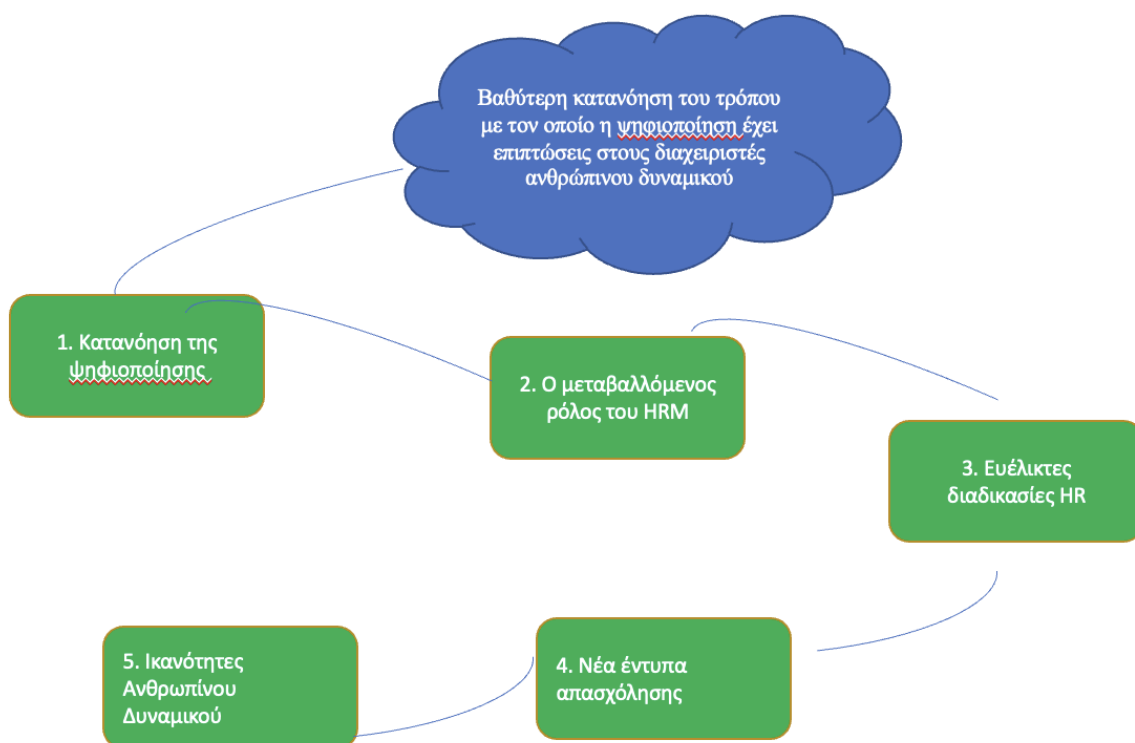 Βαθύτερη κατανόηση του τρόπου
με τον οποίο η ψηφιοποίηση έχει
επιπτώσεις στους διαχειριστές
ανθρώπινου δυναμικού
1. Κατανόηση της
ψηφιοποίησης
2. Ο μεταβαλλόμενος
ρόλος του HRM
3. Ευέλικτες
διαδικασίες HR
4. Νέα έντυπα
απασχόλησης
5. Ικανότητες
Ανθρωπίνου
Δυναμικού